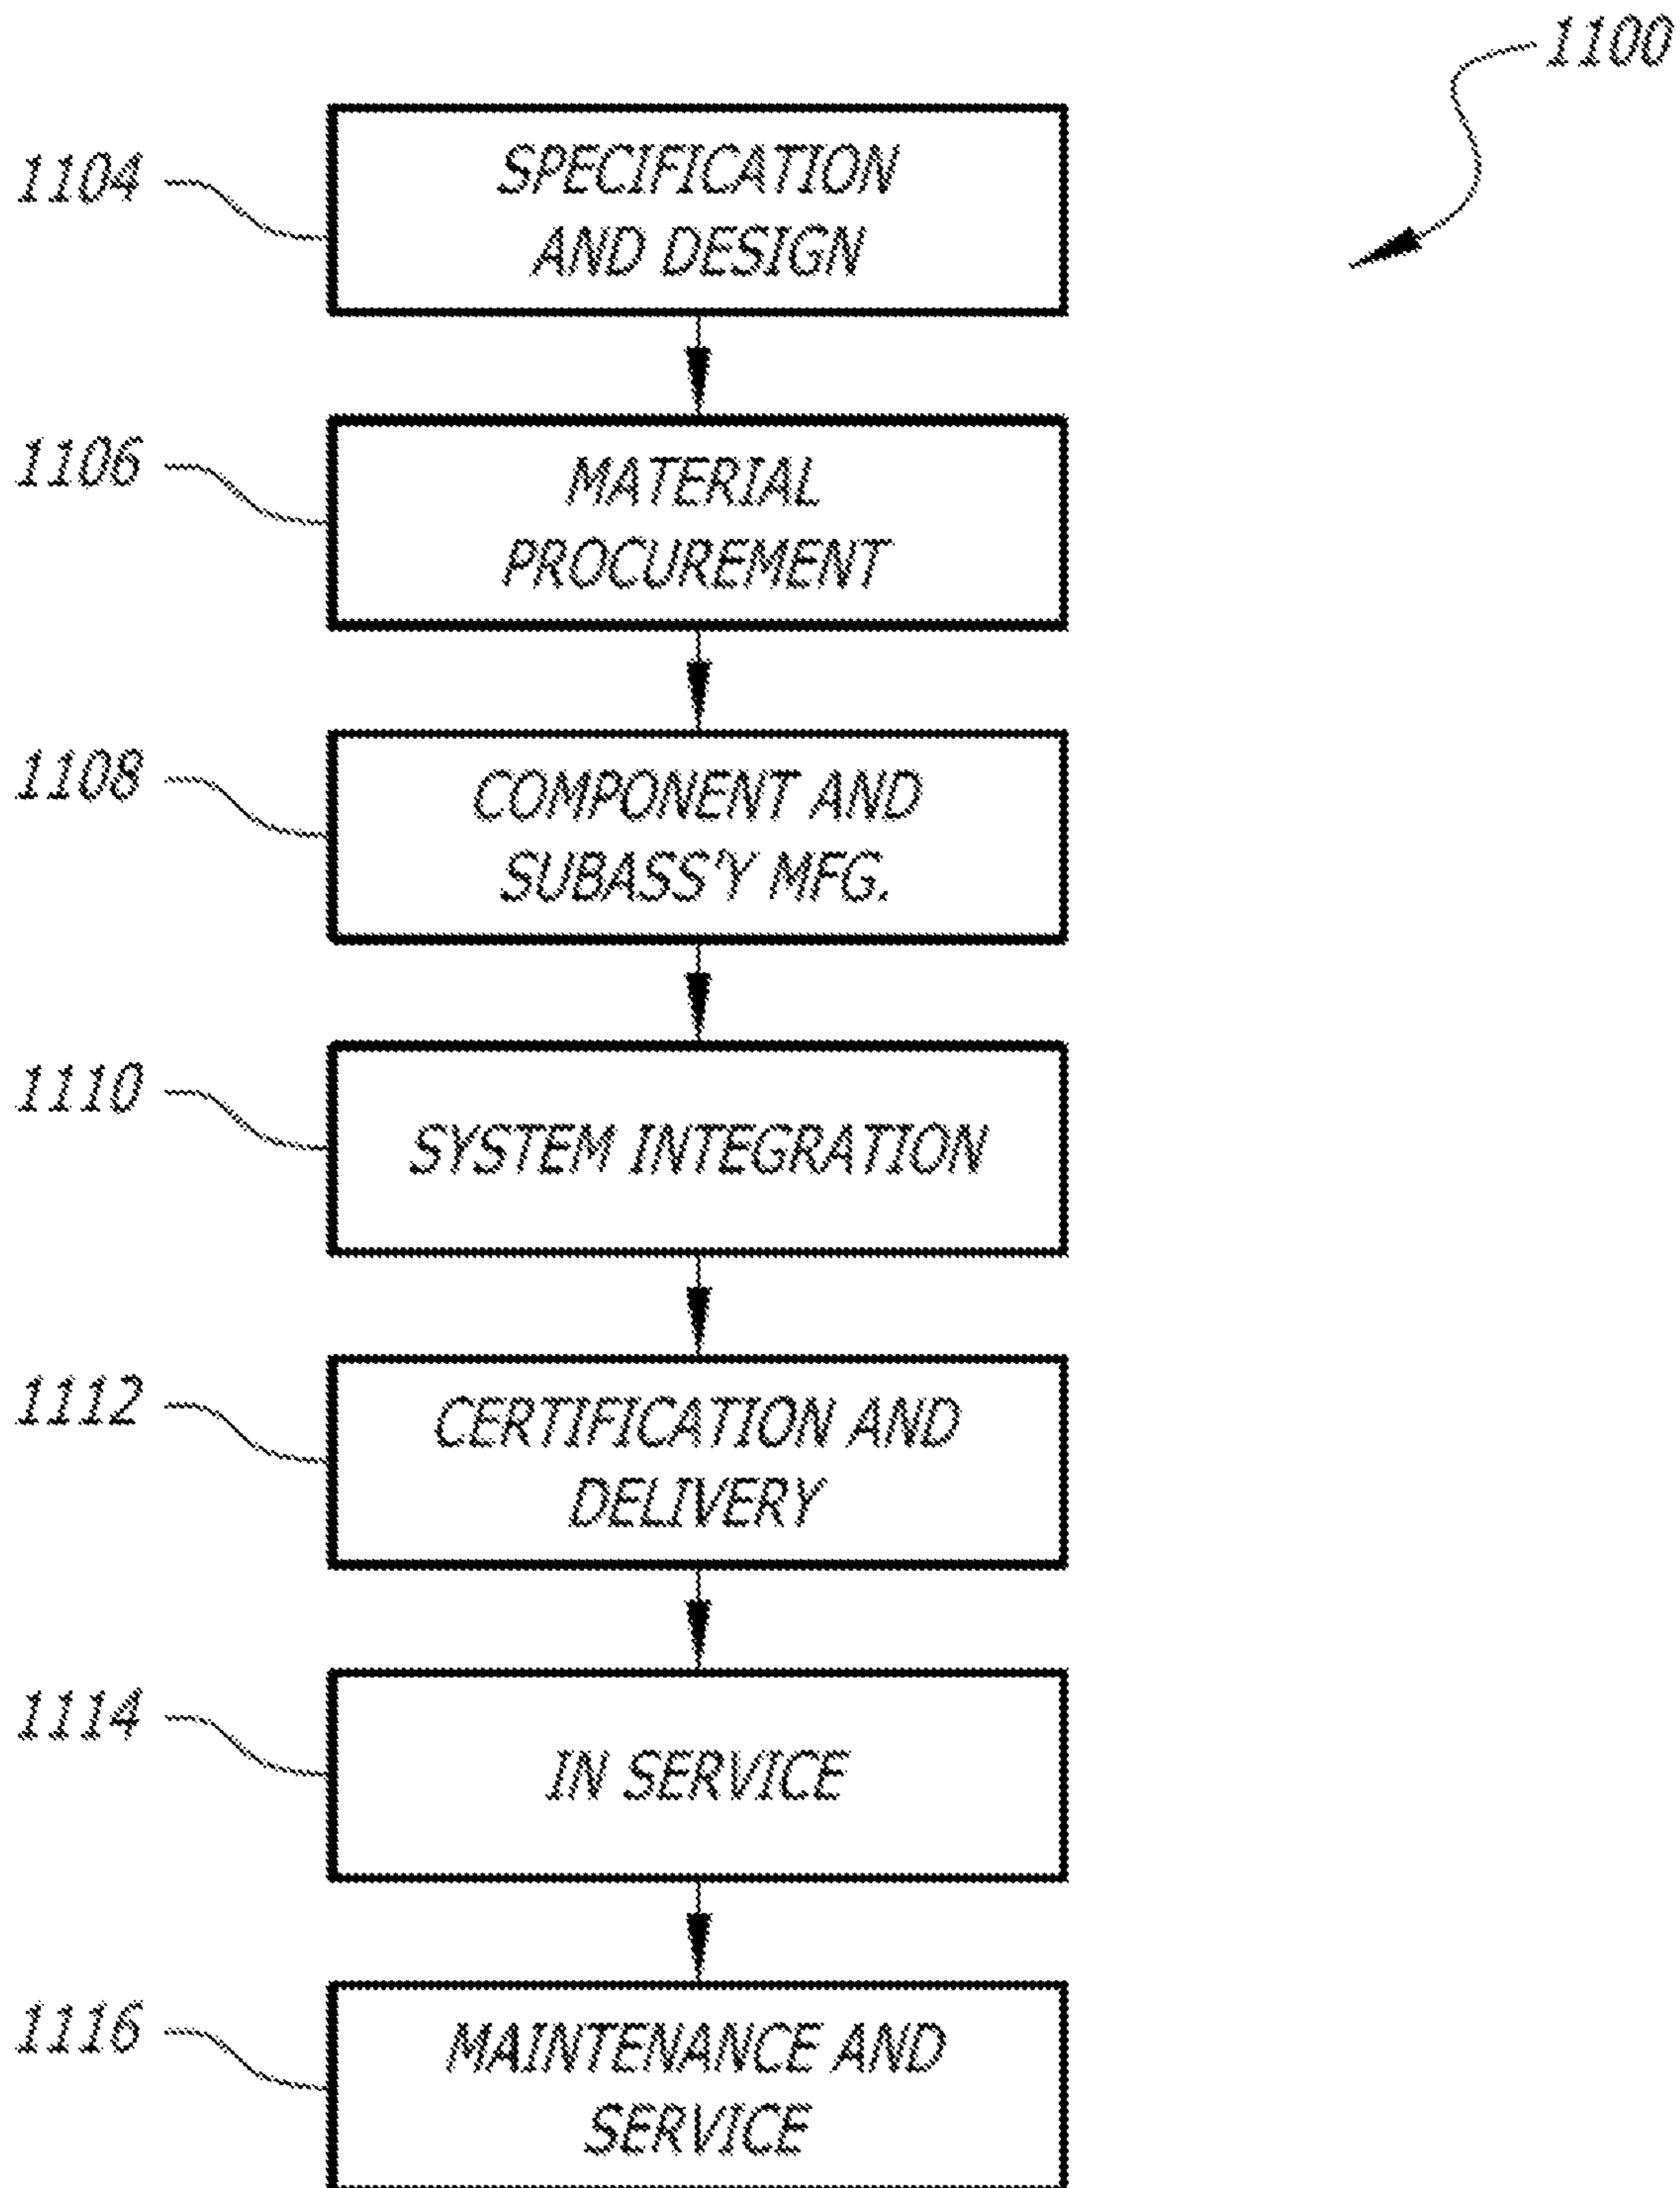 1100
1104
SPECIFICATION
AND DESIGN
1106
MATERIAL
PROCUREMENT
1108
COMPONENT AND
SUBASS'Y MFG.
1110
SYSTEM INTEGRATION
1112
CERTIFICATION AND
DELIVERY
1114
IN SERVICE
1116
MAINTENANCE AND
SERVICE